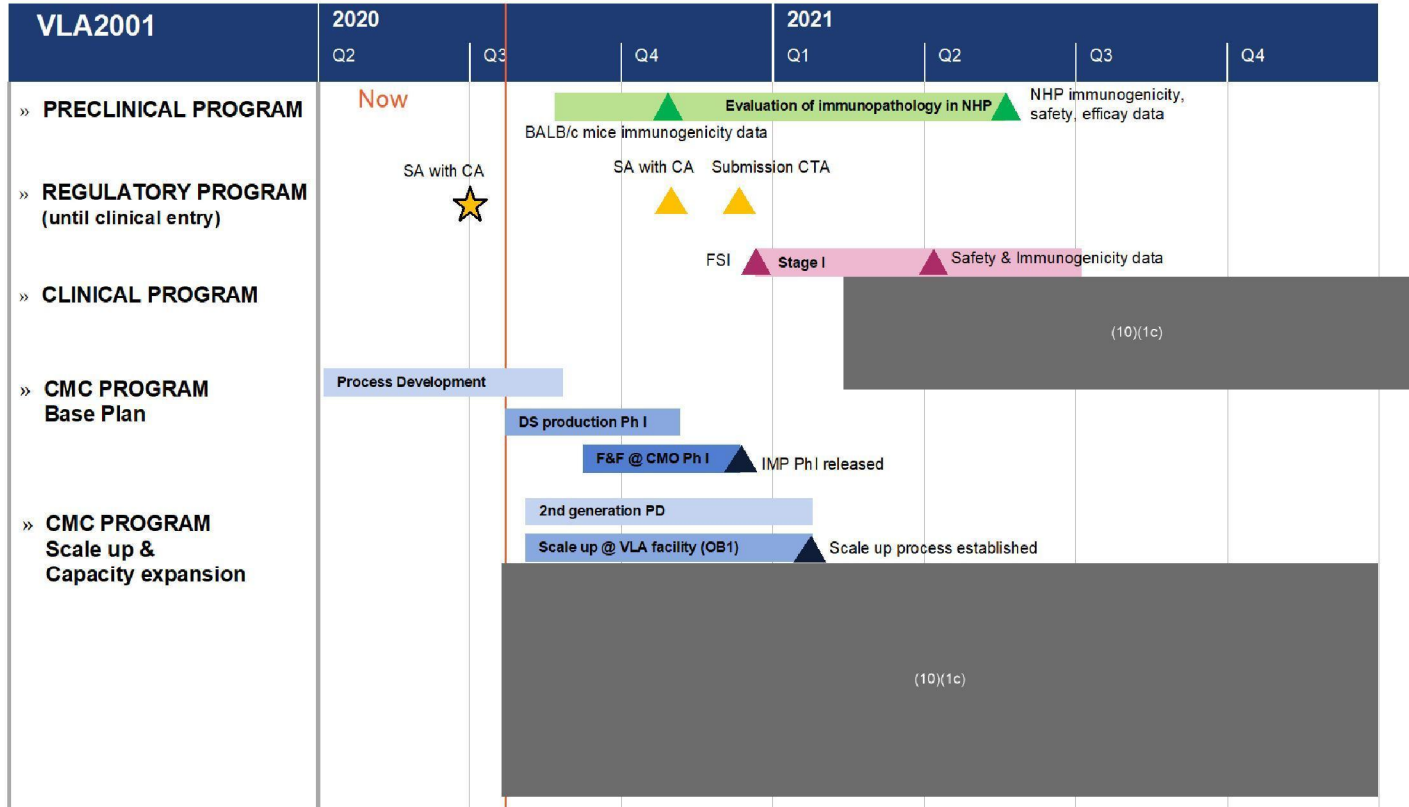 VLA2001
2020
2021
Q2
Q3
Q4
Q1
Q2
Q3
Q4
Now
» PRECLINICAL PROGRAM
Evaluation of immunopathology in NHP
NHP immunogenicity,
safety, efficay data
BALB/c mice immunogenicity data
» REGULATORY PROGRAM
(until clinical entry)
SA with CA
SA with CA
Submission CTA
» CLINICAL PROGRAM
FSI
Stage I
Safety & Immunogenicity data
(10)(1c)
» CMC PROGRAM
Base Plan
Process Development
DS production Ph I
F&F @ CMO Ph I
IMP PhI released
» CMC PROGRAM
Scale up &
Capacity expansion
2nd generation PD
Scale up @ VLA facility (OB1)
Scale up process established
(10)(1c)